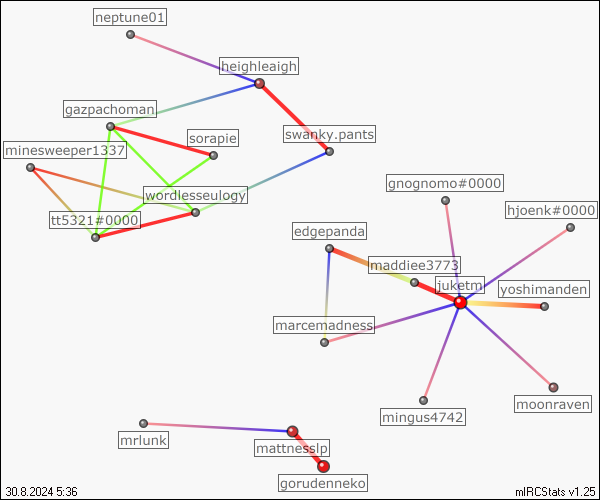 neptune01
heighleaigh
gazpachoman
sorapie
swanky.pants
minesweeper1337
gnognomo#0000
wordlesseulogy
hjoenk#0000
tt5321#0000
edgepanda
maddiee3773
juketm
yoshimanden
marcemadness
moonraven
mingus4742
mrlunk
mattnesslp
gorudenneko
30.8.2024 5:36
mIRCStats v1.25